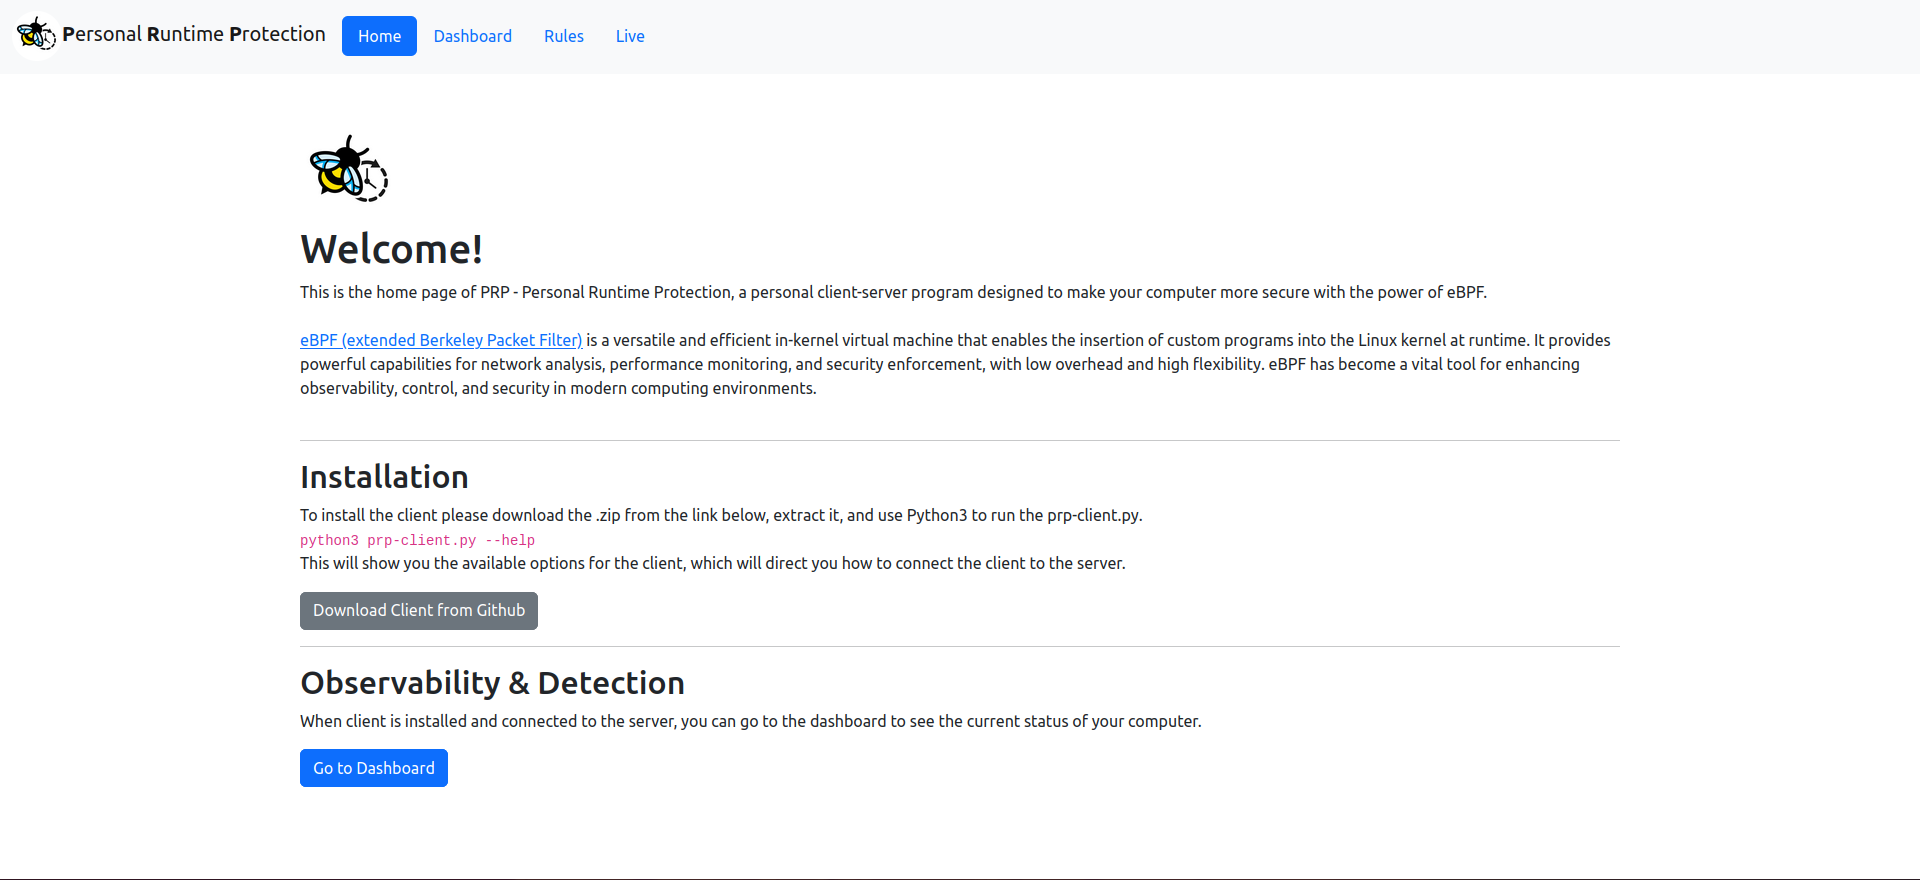 Personal Runtime Protection
Home
Dashboard
Rules
Live
Welcome!
This is the home page of PRP - Personal Runtime Protection, a personal client-server program designed to make your computer more secure with the power of eBPF.
eBPF (extended Berkeley Packet Filter) is a versatile and efficient in-kernel virtual machine that enables the insertion of custom programs into the Linux kernel at runtime. It provides
powerful capabilities for network analysis, performance monitoring, and security enforcement, with low overhead and high flexibility. eBPF has become a vital tool for enhancing
observability, control, and security in modern computing environments.
Installation
To install the client please download the .zip from the link below, extract it, and use Python3 to run the prp-client.py.
python3 prp-client.py --help
This will show you the available options for the client, which will direct you how to connect the client to the server.
Download Client from Github
Observability & Detection
When client is installed and connected to the server, you can go to the dashboard to see the current status of your computer.
Go to Dashboard